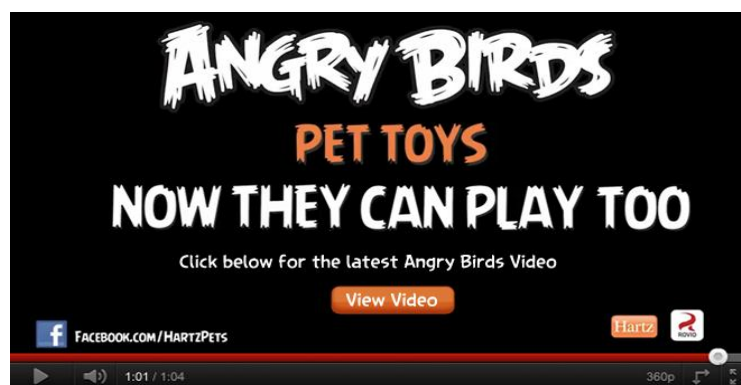 ANGRY BIRDS
PET TOYS
NOW THEY CAN PLAY TOO
Click below for the latest Angry Birds Video
View Video
f FACEBOOK.COM/HARTZPETS
Hartz
ROVIO
1:01 / 1:04
360p